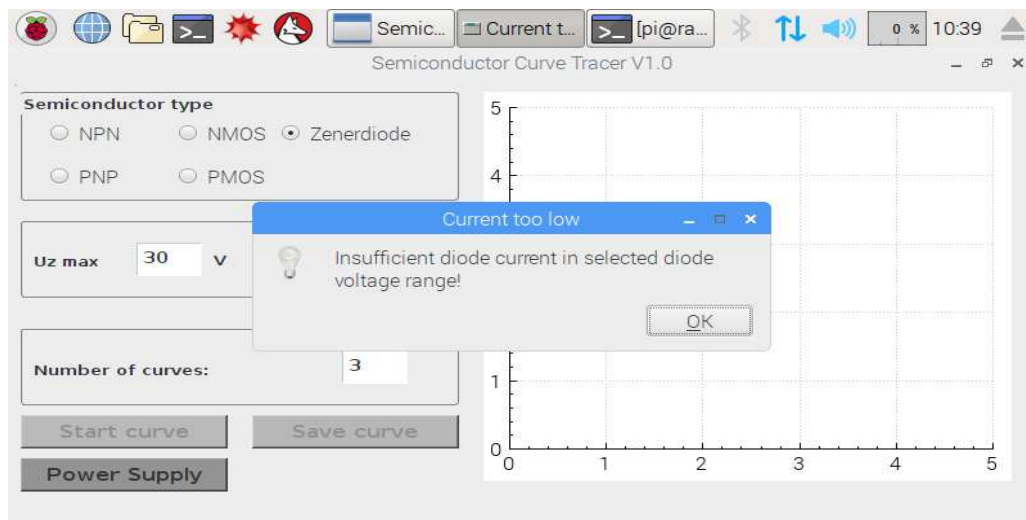 Semic...
Current t...
[pi@ra...
0 %
10:39
Semiconductor Curve Tracer V1.0
Semiconductor type
NPN
NMOS
Zenerdiode
PNP
PMOS
Uz max
30
V
Number of curves:
3
Start curve
Save curve
Power Supply
Current too low
Insufficient diode current in selected diode
voltage range!
OK
5
4
1
0
0
1
2
3
4
5